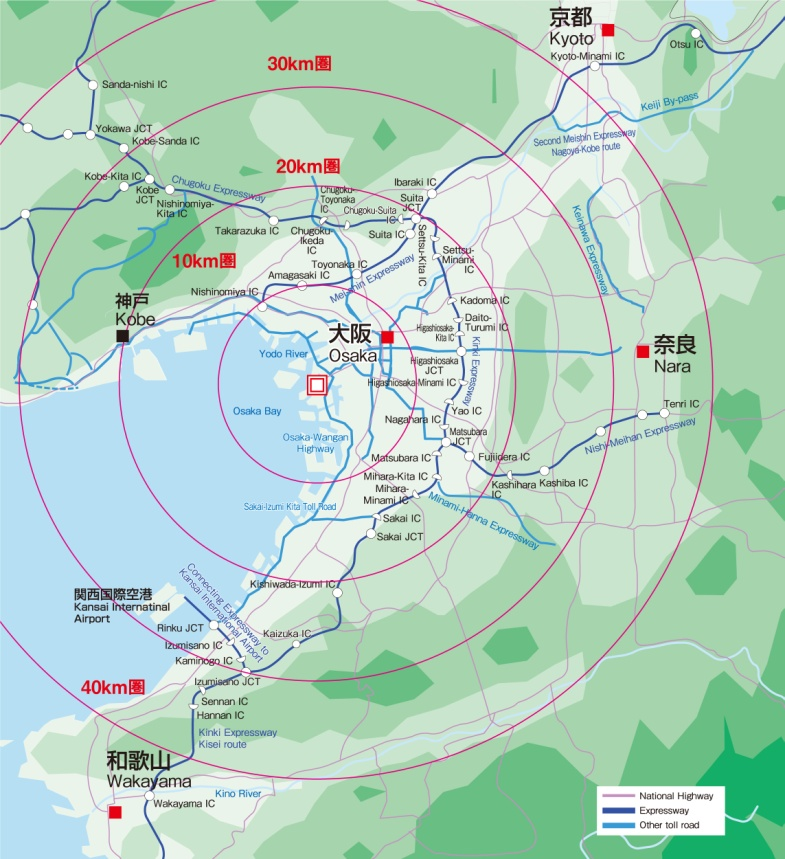 京都
Kyoto
Otsu IC
Kyoto-Minami IC
30km圏
Sanda-nishi IC
Keiji By-pass
Yokawa JCT
Kobe-Sanda IC
Second Meishin Expressway
Nagoya-Kobe route
20km圏
Kobe-Kita IC
Kobe
JCT
Chugoku Expressway
Nishinomiya-
Kita IC
Ibaraki IC
Chugoku-
Toyonaka
IC
Suita
JCT
Chugoku-Suita
IC
Takarazuka IC
Chugoku-
Ikeda
IC
Suita IC
Settsu-Kita IC
Settsu-
Minami
IC
Keinawa Expressway
10km圏
Toyonaka IC
Amagasaki IC
Meishin Expressway
Nishinomiya IC
神戸
Kobe
Kadoma IC
Daito-
Turumi IC
大阪
Osaka
Higashiosaka-
Kita IC
奈良
Nara
Yodo River
Higashiosaka
JCT
Kinki Expressway
Higashiosaka-Minami IC
Osaka Bay
Yao IC
Tenri IC
Nagahara IC
Osaka-Wangan
Highway
Matsubara
JCT
Nishi-Meihan Expressway
Matsubara IC
Fujiidera IC
Mihara-Kita IC
Kashihara
IC
Kashiba IC
Mihara-
Minami IC
Minami-Hanna Expressway
Sakai-Izumi Kita Toll Road
Sakai IC
Sakai JCT
Connecting Expressway to
Kansai International Airport
Kishiwada-Izumi IC
関西国際空港
Kansai Internatinal
Airport
Rinku JCT
Kaizuka IC
Izumisano IC
Kaminogo IC
40km圏
Izumisano JCT
Sennan IC
Hannan IC
Kinki Expressway
Kisei route
和歌山
Wakayama
Kino River
Wakayama IC
National Highway
Expressway
Other toll road